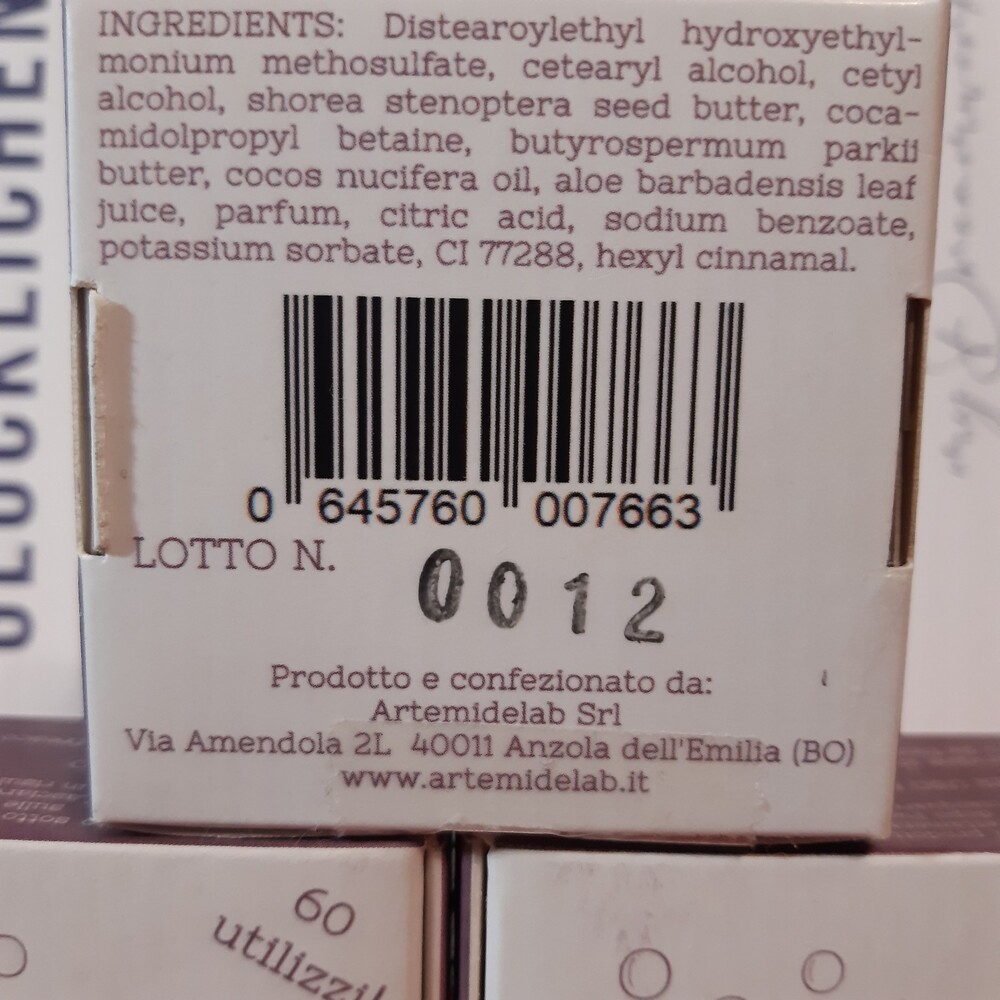 INGREDIENTS: Distearoylethyl hydroxyethyl-
monium methosulfate, cetearyl alcohol, cetyl
alcohol, shorea stenoptera seed butter, coca-
midolpropyl betaine, butyrospermum parkii
butter, cocos nucifera oil, aloe barbadensis leaf
juice, parfum, citric acid, sodium benzoate,
potassium sorbate, CI 77288, hexyl cinnamal.
0 645760 007663
LOTTO N. 0012
Prodotto e confezionato da:
Artemidelab Srl
Via Amendola 2L 40011 Anzola dell'Emilia (BO)
www.artemidelab.it
60
utilizzi!